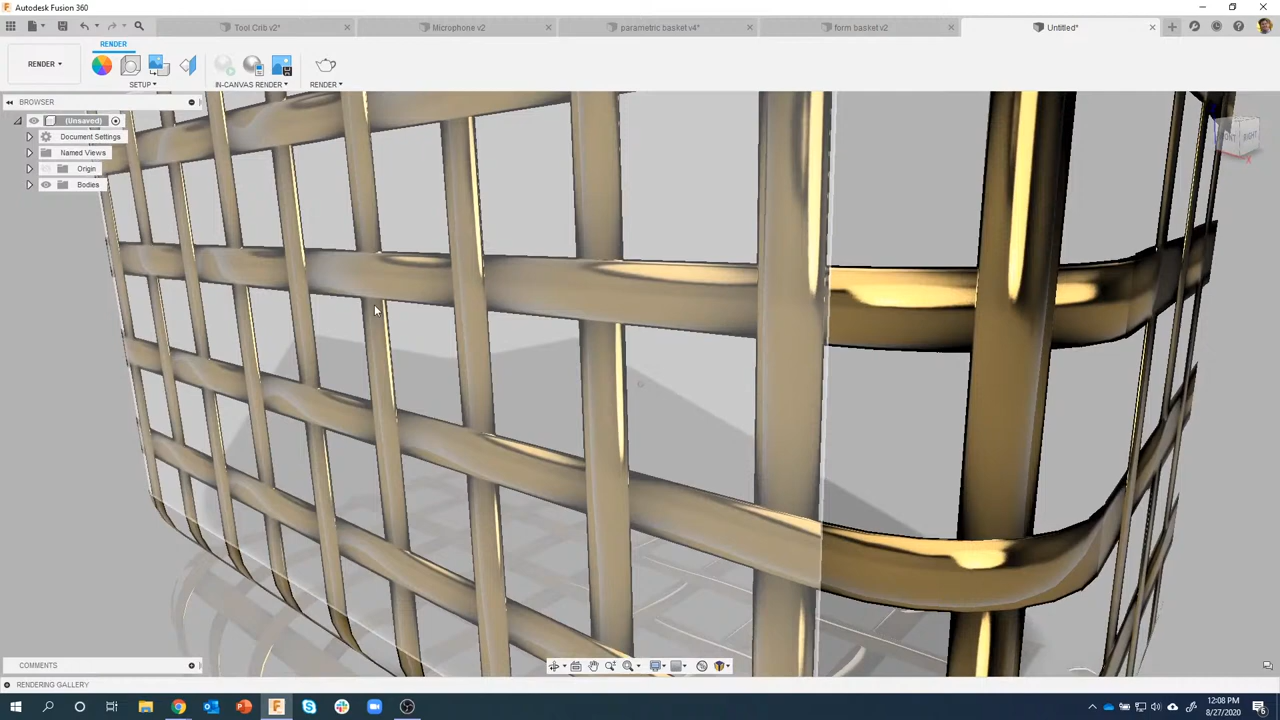 Autodesk Fusion 360
Tool Crib v2*
Microphone v2
parametric basket v4*
form basket v2
Untitled*
RENDER
RENDER
SETUP
IN-CANVAS RENDER
RENDER
BROWSER
(Unsaved)
Document Settings
Named Views
Origin
Bodies
RIGHT
X
COMMENTS
RENDERING GALLERY
12:08 PM
8/27/2020